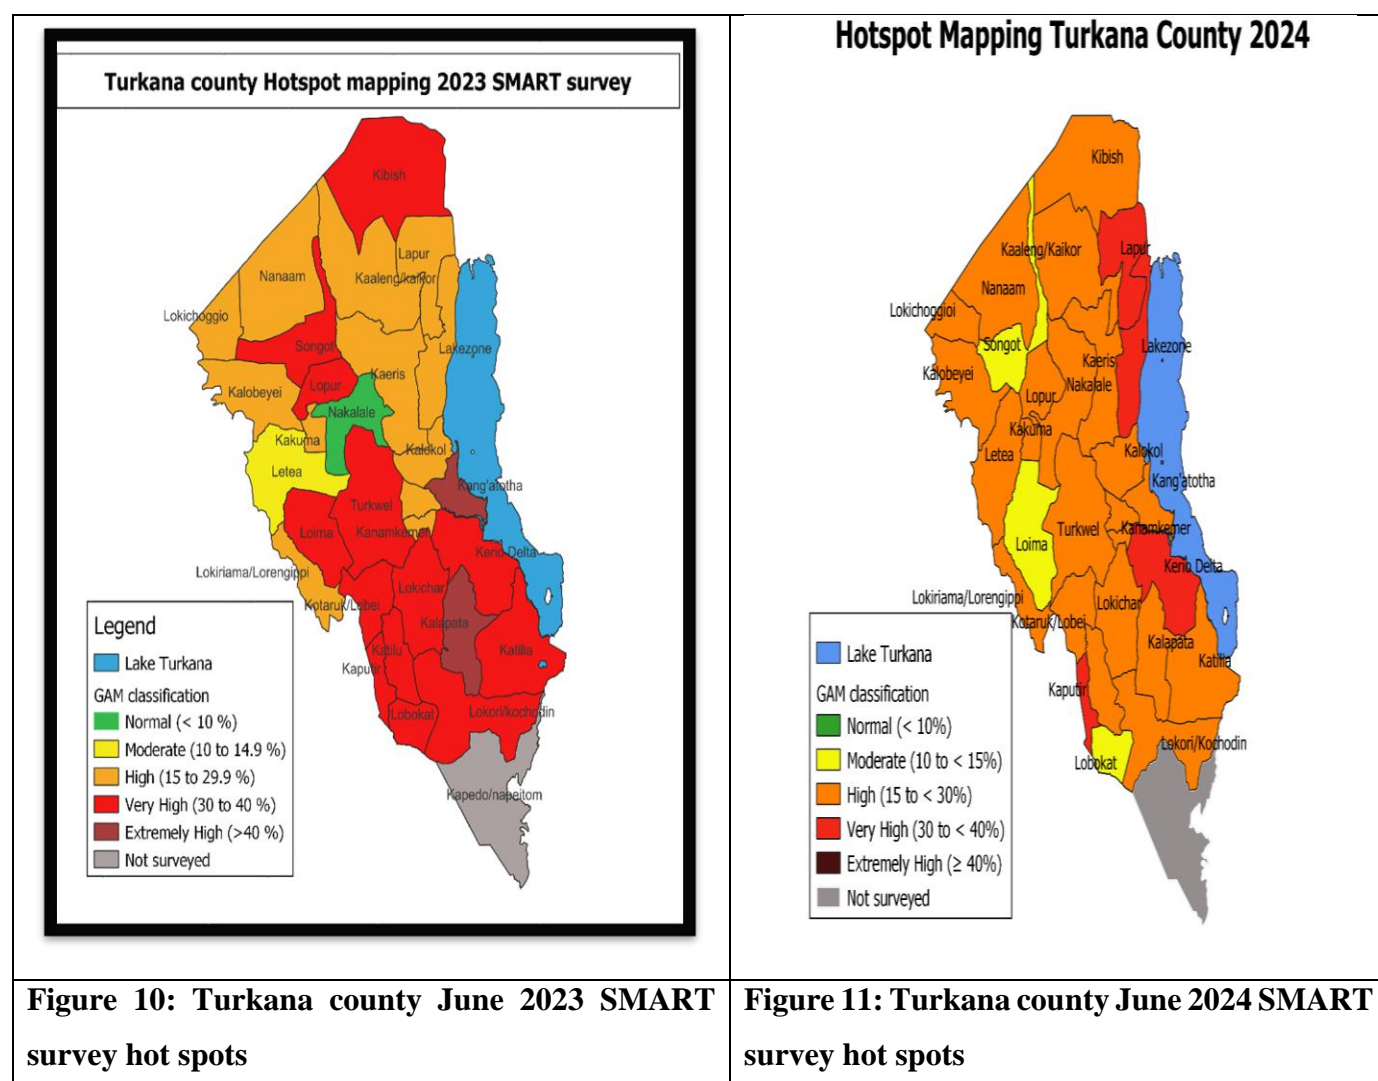 Turkana county Hotspot mapping 2023 SMART survey
Kibish
Lapur
Nanaam
Kaaleng/kaikor
Lokichoggio
Songot
Lakezone
Lopur
Kaeris
Kalobeyei
Nakalale
Kakuma
Kalokol
Letea
Kang'atotha
Turkwel
Loima
Kanamkemer
Kerio Delta
Lokiriama/Lorengippi
Lokichar
Kotaruk/Lobei
Kalapata
Katilu
Katilia
Kaputir
Lobokat
Lokori/kochodin
Kapedo/napeitom
Legend
Lake Turkana
GAM classification
Normal (< 10 %)
Moderate (10 to 14.9 %)
High (15 to 29.9 %)
Very High (30 to 40 %)
Extremely High (>40 %)
Not surveyed
Figure 10: Turkana county June 2023 SMART
survey hot spots
Hotspot Mapping Turkana County 2024
Kibish
Lapur
Kaaleng/Kaikor
Nanaam
Lokichoggioi
Songot
Lakezone
Kaeris
Kalobeyei
Nakalale
Lopur
Kakuma
Kalokol
Letea
Kang'atotha
Turkwel
Kanamkemer
Loima
Kerio Delta
Lokiriama/Lorengippi
Lokichar
Kotaruk/Lobei
Kalapata
Katilia
Kaputir
Lokori/Kochodin
Lobokat
Lake Turkana
GAM classification
Normal (< 10%)
Moderate (10 to < 15%)
High (15 to < 30%)
Very High (30 to < 40%)
Extremely High (≥ 40%)
Not surveyed
Figure 11: Turkana county June 2024 SMART
survey hot spots